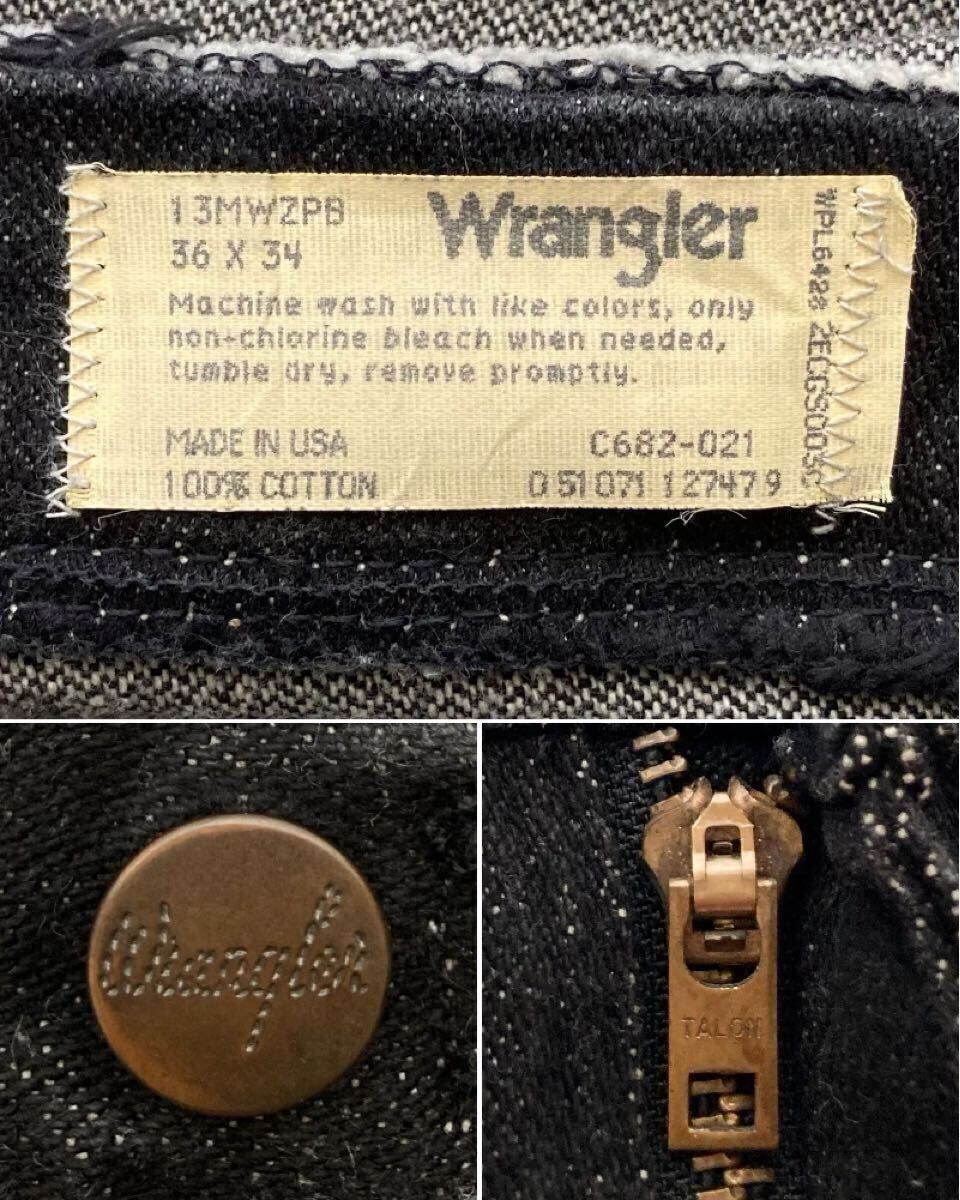 13MWZPB
Wrangler
36 X 34
Machine wash with like colors, only
non-chlorine bleach when needed,
tumble dry, remove promptly.
MADE IN USA
C682-021
100% COTTON
0 51071 12747 9
Wrangler
TALON